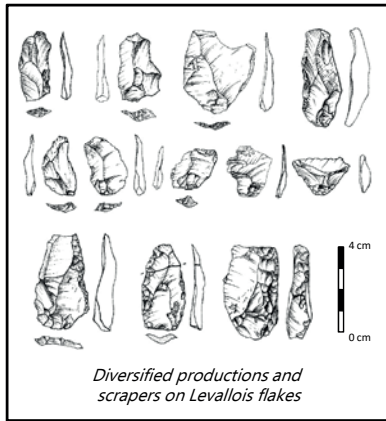 4 cm
0 cm
Diversified productions and
scrapers on Levallois flakes